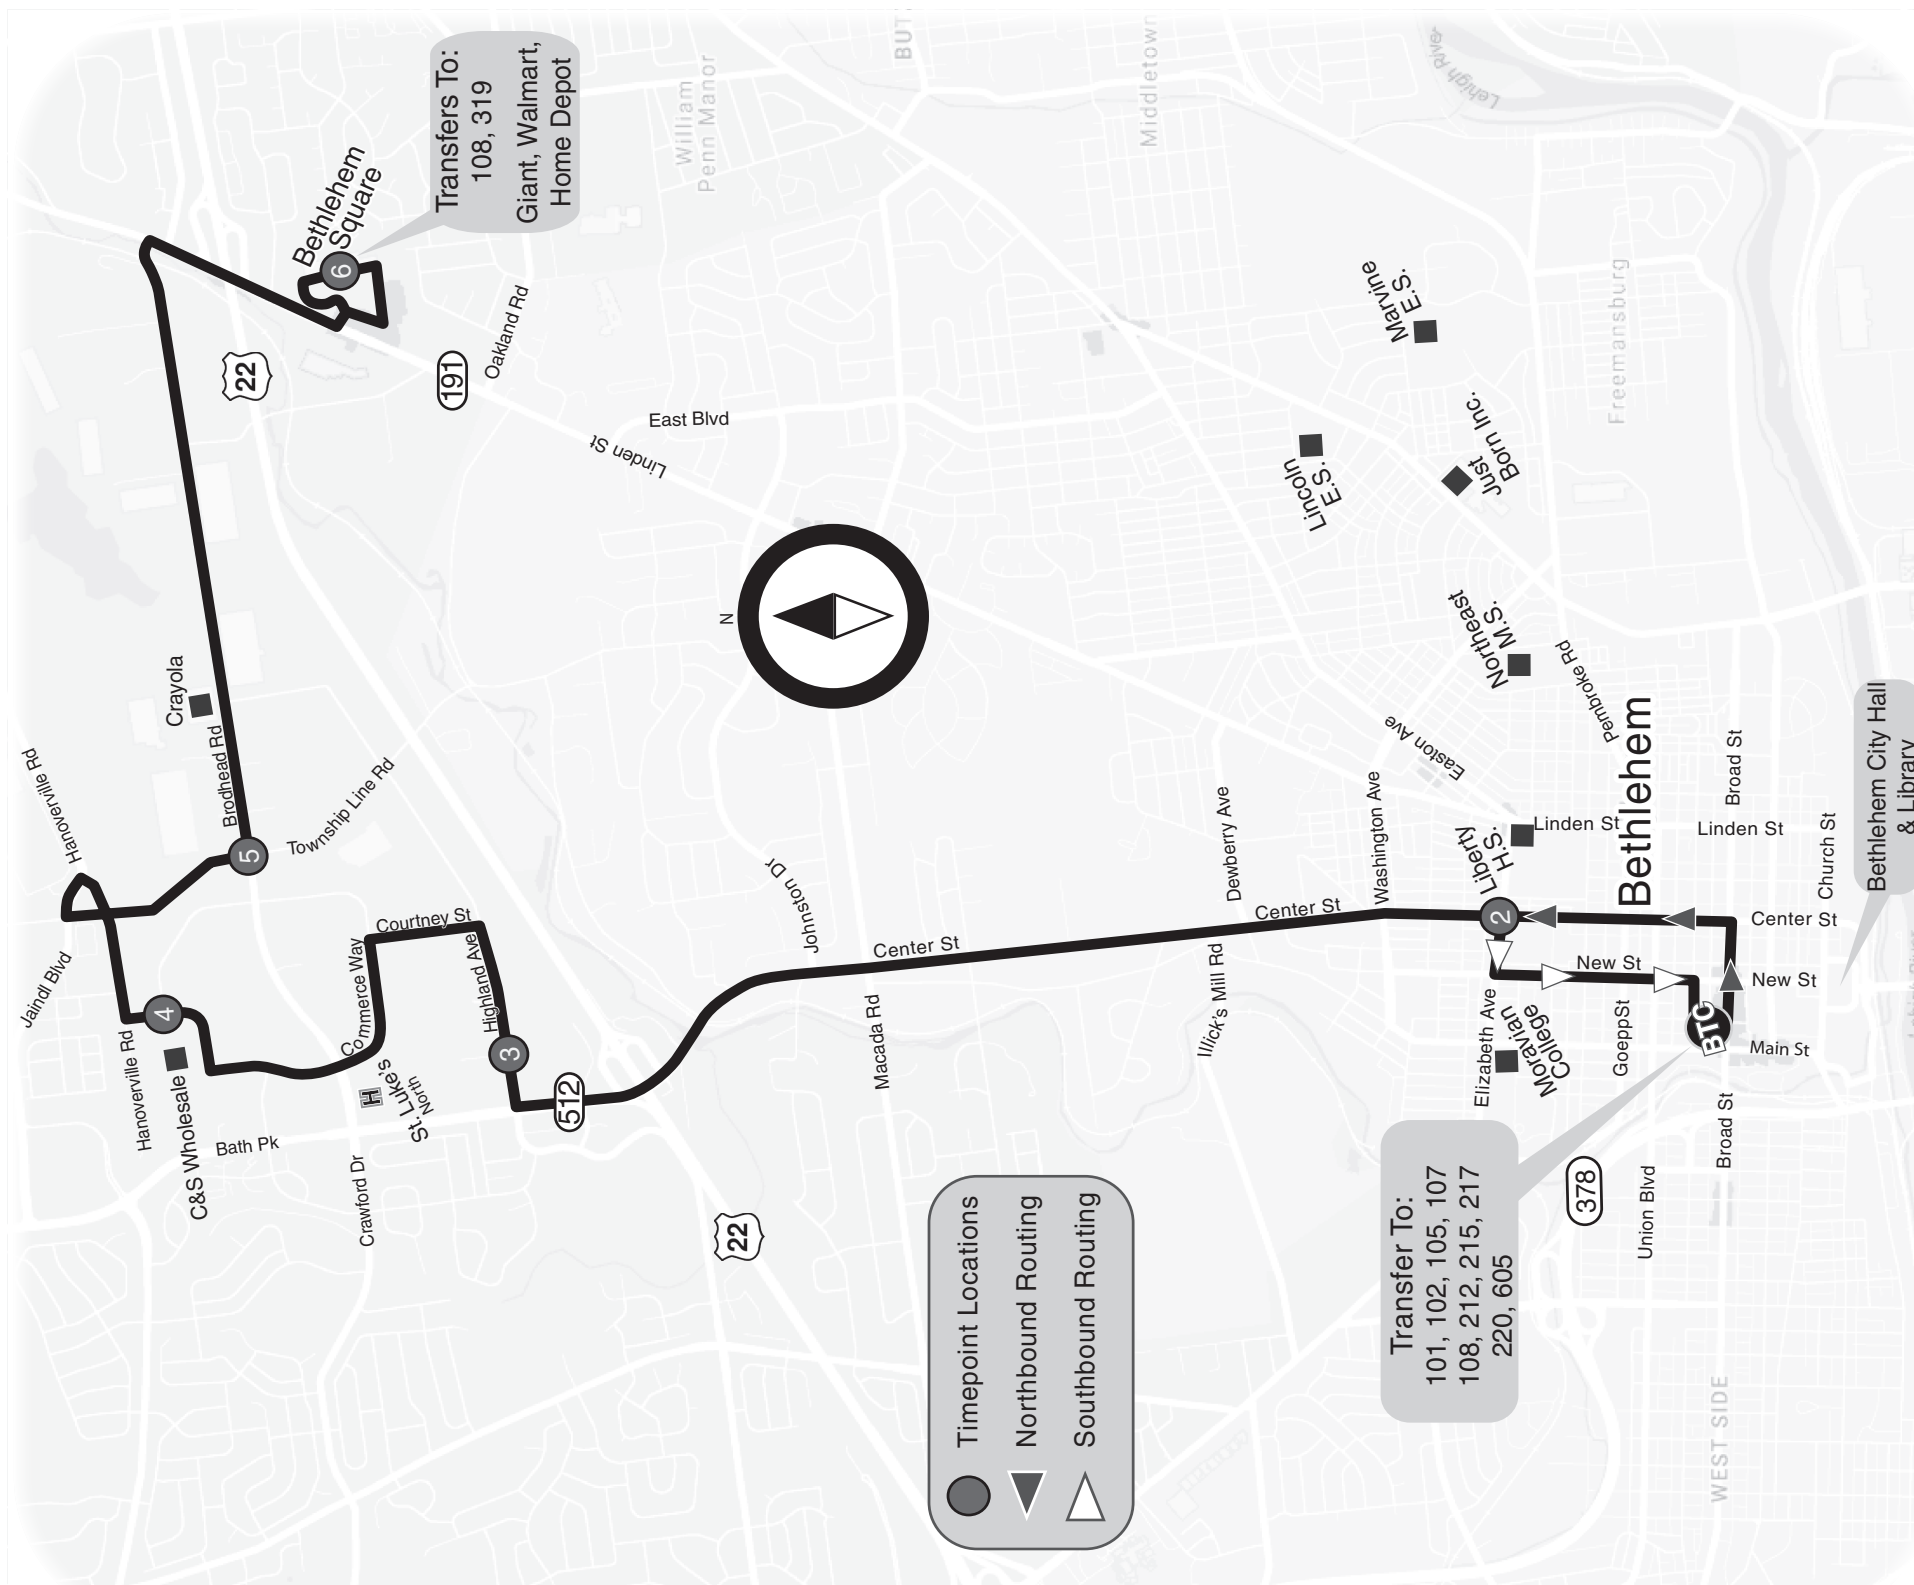 Hanoverville Rd
Jaindl Blvd
Hanoverville Rd
4
C&S Wholesale
Bath Pk
Crawford Dr
Commerce Way
St. Luke's
North
H
Courtney St
Highland Ave
3
512
22
Crayola
Brodhead Rd
5
Township Line Rd
22
191
Bethlehem
Square
6
Transfers To:
108, 319
Giant, Walmart,
Home Depot
Oakland Rd
East Blvd
Linden St
William
Penn Manor
BUT
Middletown
Lehigh River
Freemansburg
N
Johnston Dr
Center St
Macada Rd
Dewberry Ave
Center St
Illick's Mill Rd
Washington Ave
Easton Ave
Marvine
E.S.
Lincoln
E.S.
Just
Born Inc.
Northeast
M.S.
Pembroke Rd
Liberty
H.S.
Linden St
2
Bethlehem
Elizabeth Ave
New St
Moravian
College
GoeppSt
BTC
Main St
New St
Center St
Linden St
Broad St
Church St
Bethlehem City Hall
& Library
Broad St
Union Blvd
378
WEST SIDE
Transfer To:
101, 102, 105, 107
108, 212, 215, 217
220, 605
Timepoint Locations
Northbound Routing
Southbound Routing